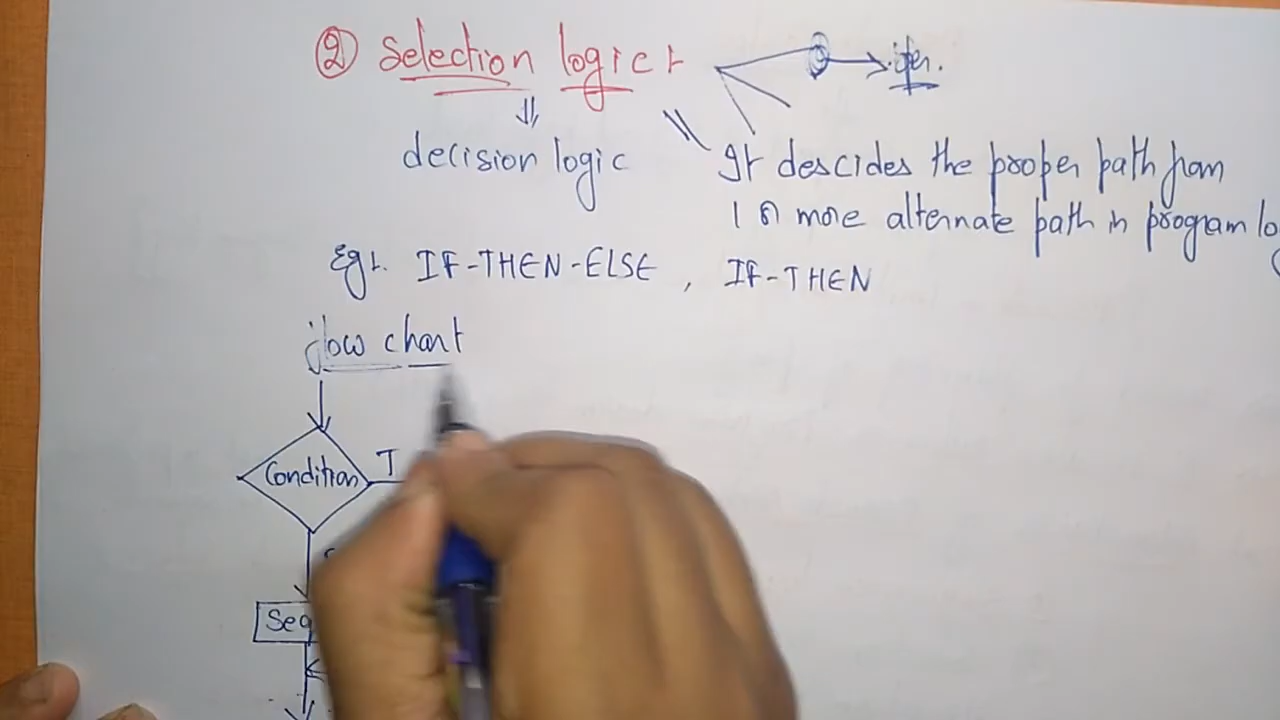 ② Selection logic:
decision logic
It descides the proper path from
1 or more alternate path in program lo
Eg:. IF-THEN-ELSE , IF-THEN
flow chart
Condition T
Seq